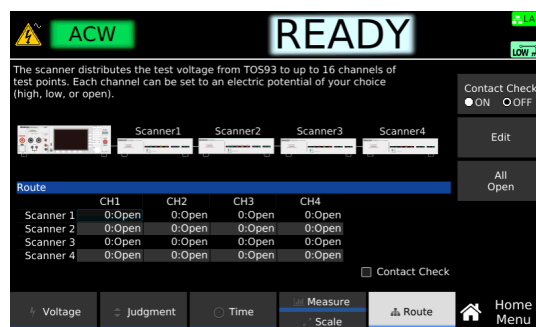 ACW
READY
LA
LOW
The scanner distributes the test voltage from TOS93 to up to 16 channels of
test points. Each channel can be set to an electric potential of your choice
(high, low, or open).
Contact Check
ON OFF
Scanner1 Scanner2 Scanner3 Scanner4
Edit
All
Open
Route
CH1 CH2 CH3 CH4
Scanner 1 0:Open 0:Open 0:Open 0:Open
Scanner 2 0:Open 0:Open 0:Open 0:Open
Scanner 3 0:Open 0:Open 0:Open 0:Open
Scanner 4 0:Open 0:Open 0:Open 0:Open
Contact Check
Voltage Judgment Time Measure Route Home
Scale Menu